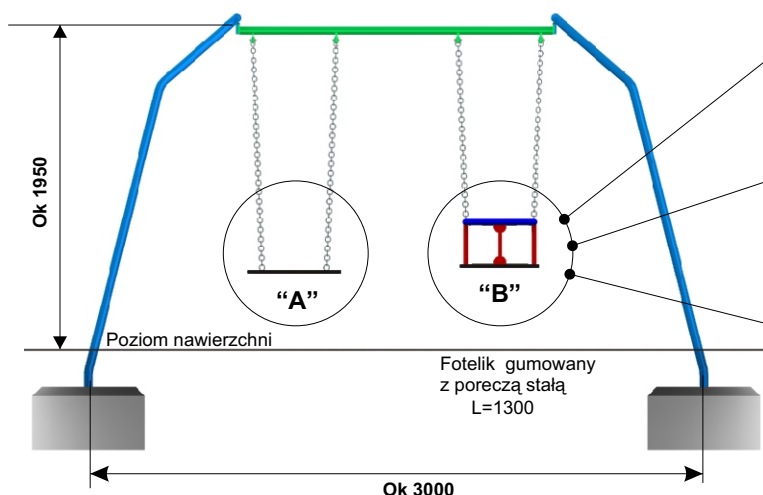 Ok 1950
“A”
“B”
Poziom nawierzchni
Fotelik gumowany
z poreczą stałą
L=1300
Ok 3000